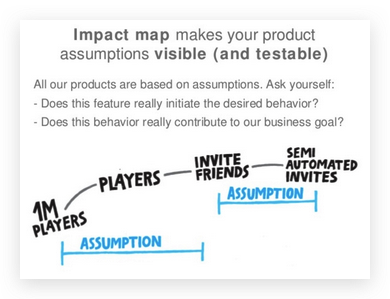 Impact map makes your product
assumptions visible (and testable)
All our products are based on assumptions. Ask yourself:
- Does this feature really initiate the desired behavior?
- Does this behavior really contribute to our business goal?
1M
PLAYERS
PLAYERS
INVITE
FRIENDS
SEMI
AUTOMATED
INVITES
ASSUMPTION
ASSUMPTION